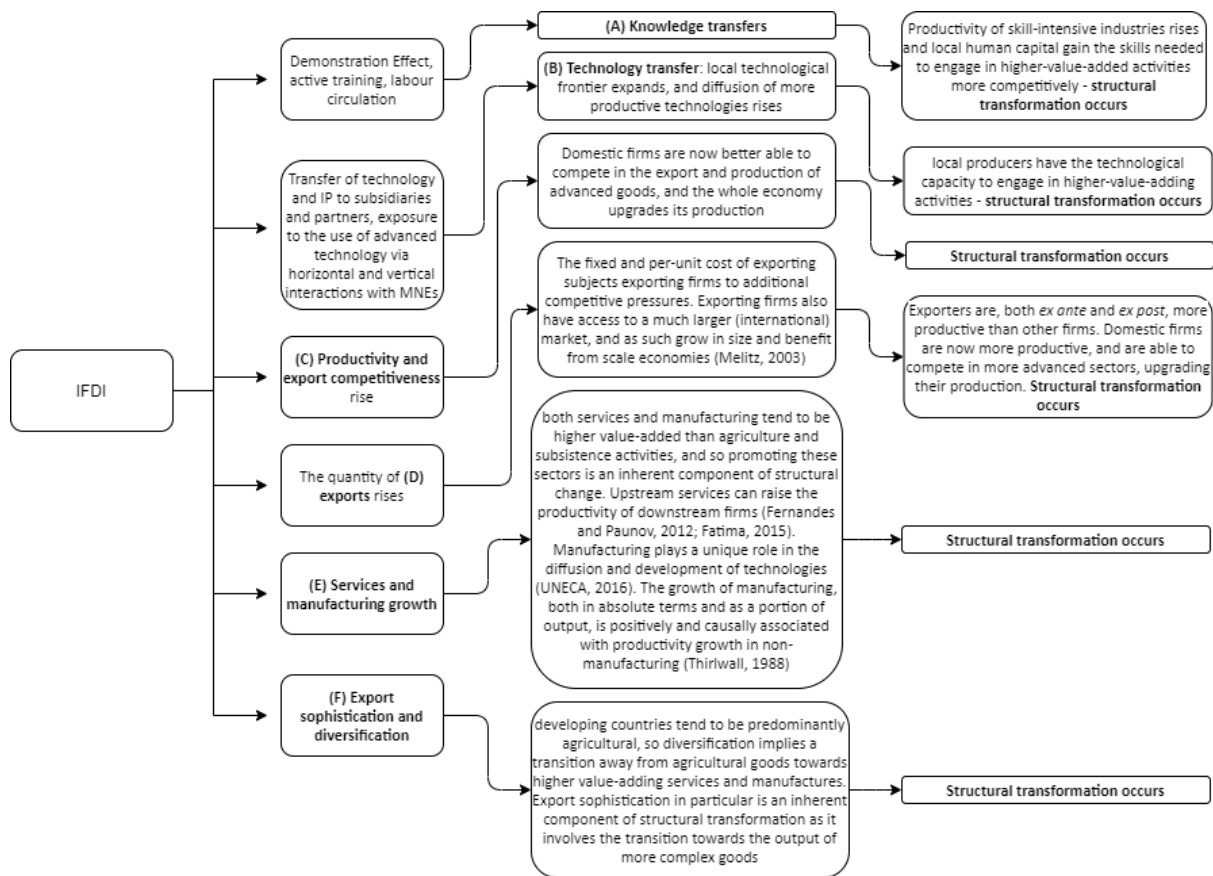 IFDI
Demonstration Effect,
active training, labour
circulation
(A) Knowledge transfers
Productivity of skill-intensive industries rises
and local human capital gain the skills needed
to engage in higher-value-added activities
more competitively - structural
transformation occurs
Transfer of technology
and IP to subsidiaries
and partners, exposure
to the use of advanced
technology via
horizontal and vertical
interactions with MNEs
(B) Technology transfer: local technological
frontier expands, and diffusion of more
productive technologies rises
local producers have the technological
capacity to engage in higher-value-adding
activities - structural transformation occurs
(C) Productivity and
export competitiveness
rise
Domestic firms are now better able to
compete in the export and production of
advanced goods, and the whole economy
upgrades its production
Structural transformation occurs
The quantity of (D)
exports rises
The fixed and per-unit cost of exporting
subjects exporting firms to additional
competitive pressures. Exporting firms also
have access to a much larger (international)
market, and as such grow in size and benefit
from scale economies (Melitz, 2003)
Exporters are, both ex ante and ex post, more
productive than other firms. Domestic firms
are now more productive, and are able to
compete in more advanced sectors, upgrading
their production. Structural transformation
occurs
(E) Services and
manufacturing growth
both services and manufacturing tend to be
higher value-added than agriculture and
subsistence activities, and so promoting these
sectors is an inherent component of structural
change. Upstream services can raise the
productivity of downstream firms (Fernandes
and Paunov, 2012; Fatima, 2015).
Manufacturing plays a unique role in the
diffusion and development of technologies
(UNECA, 2016). The growth of manufacturing,
both in absolute terms and as a portion of
output, is positively and causally associated
with productivity growth in non-
manufacturing (Thirlwall, 1988)
Structural transformation occurs
(F) Export
sophistication and
diversification
developing countries tend to be predominantly
agricultural, so diversification implies a
transition away from agricultural goods towards
higher value-adding services and manufactures.
Export sophistication in particular is an inherent
component of structural transformation as it
involves the transition towards the output of
more complex goods
Structural transformation occurs